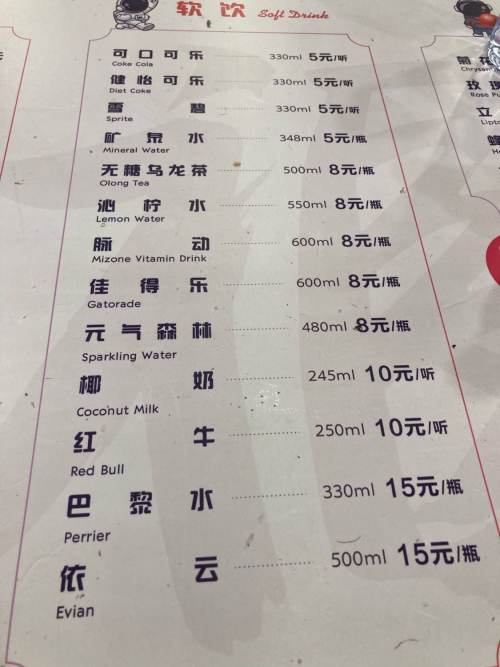 软饮 Soft Drink
可口可乐 330ml 5元/听
Coke Cola
健怡可乐 330ml 5元/听
Diet Coke
雪碧 330ml 5元/听
Sprite
矿泉水 348ml 5元/瓶
Mineral Water
无糖乌龙茶 500ml 8元/瓶
Olong Tea
沁柠水 550ml 8元/瓶
Lemon Water
脉动 600ml 8元/瓶
Mizone Vitamin Drink
佳得乐 600ml 8元/瓶
Gatorade
元气森林 480ml 8元/瓶
Sparkling Water
椰奶 245ml 10元/听
Coconut Milk
红牛 250ml 10元/听
Red Bull
巴黎水 330ml 15元/瓶
Perrier
依云 500ml 15元/瓶
Evian
菊花
玫瑰
立